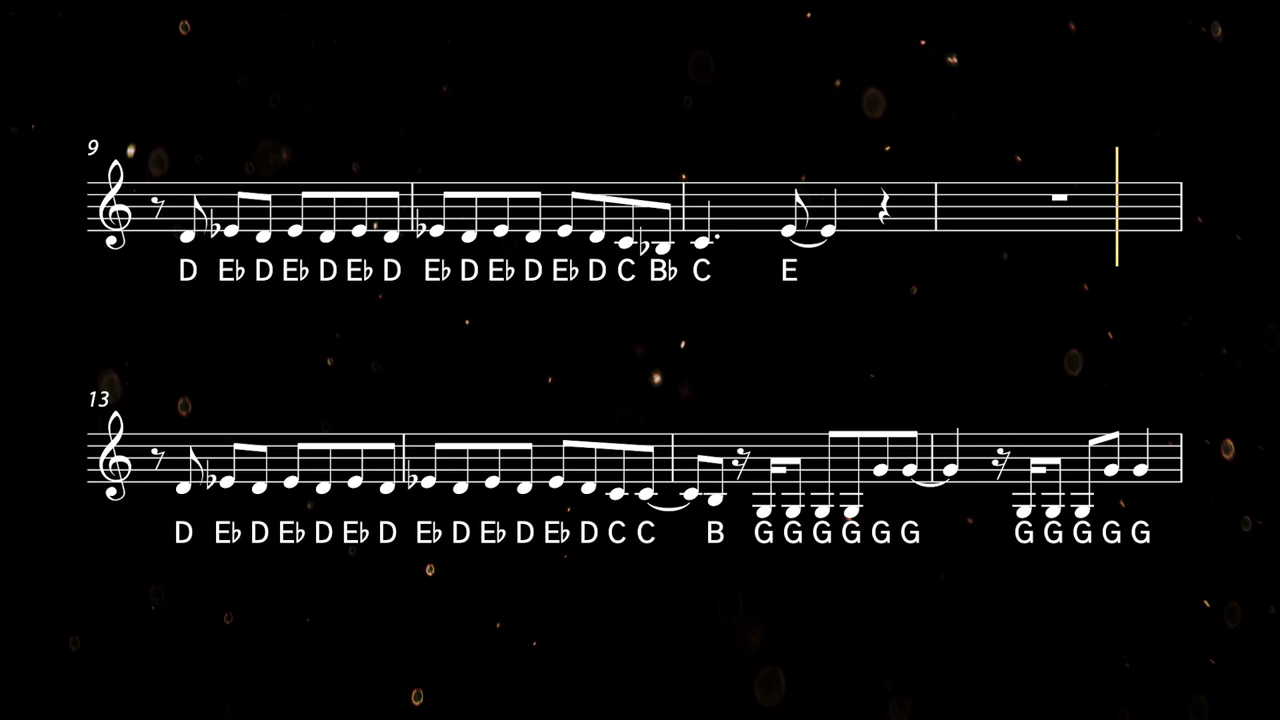 9
D E♭ D E♭ D E♭ D E♭ D E♭ D E♭ D C B♭ C E
13
D E♭ D E♭ D E♭ D E♭ D E♭ D E♭ D C C B G G G G G G G G G G G